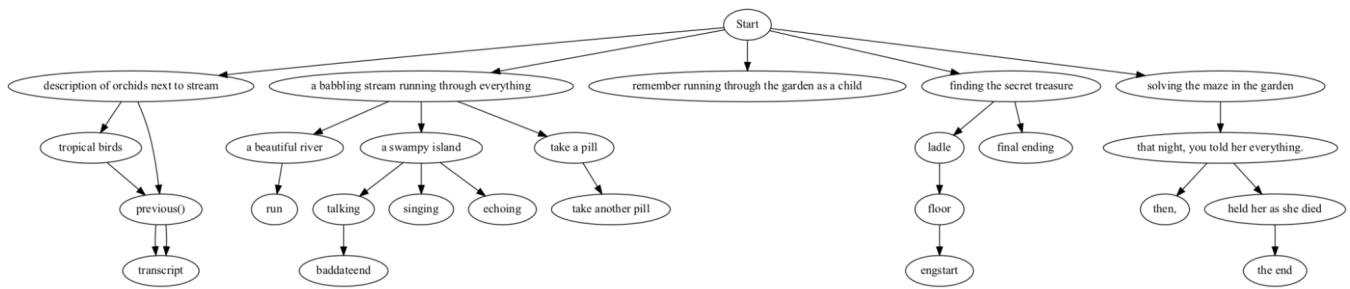 Start
description of orchids next to stream
a babbling stream running through everything
remember running through the garden as a child
finding the secret treasure
solving the maze in the garden
tropical birds
a beautiful river
a swampy island
take a pill
ladle
final ending
that night, you told her everything.
previous()
run
talking
singing
echoing
take another pill
floor
then,
held her as she died
transcript
baddateend
engstart
the end